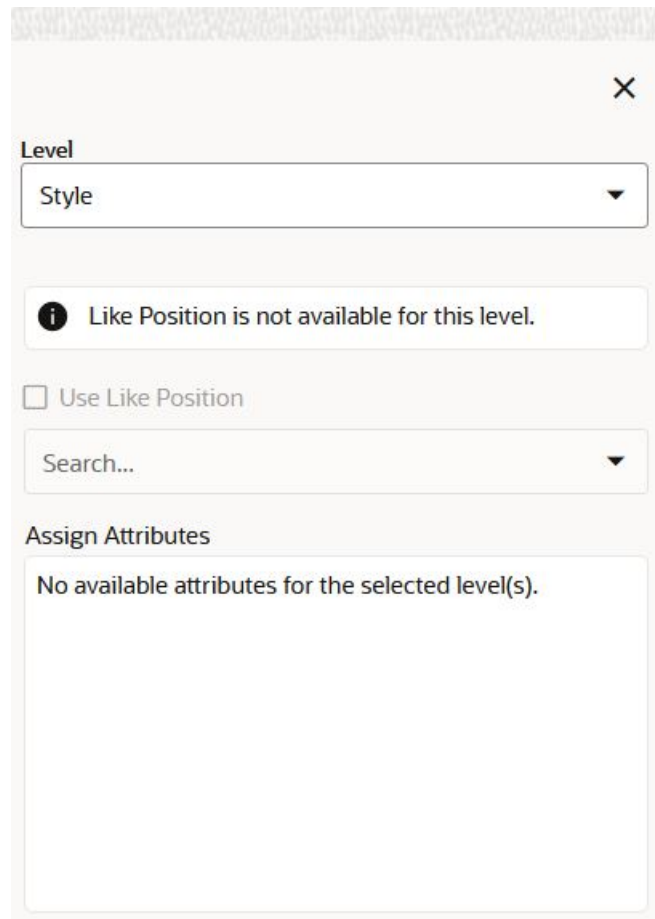 Level
Style
Like Position is not available for this level.
Use Like Position
Search...
Assign Attributes
No available attributes for the selected level(s).